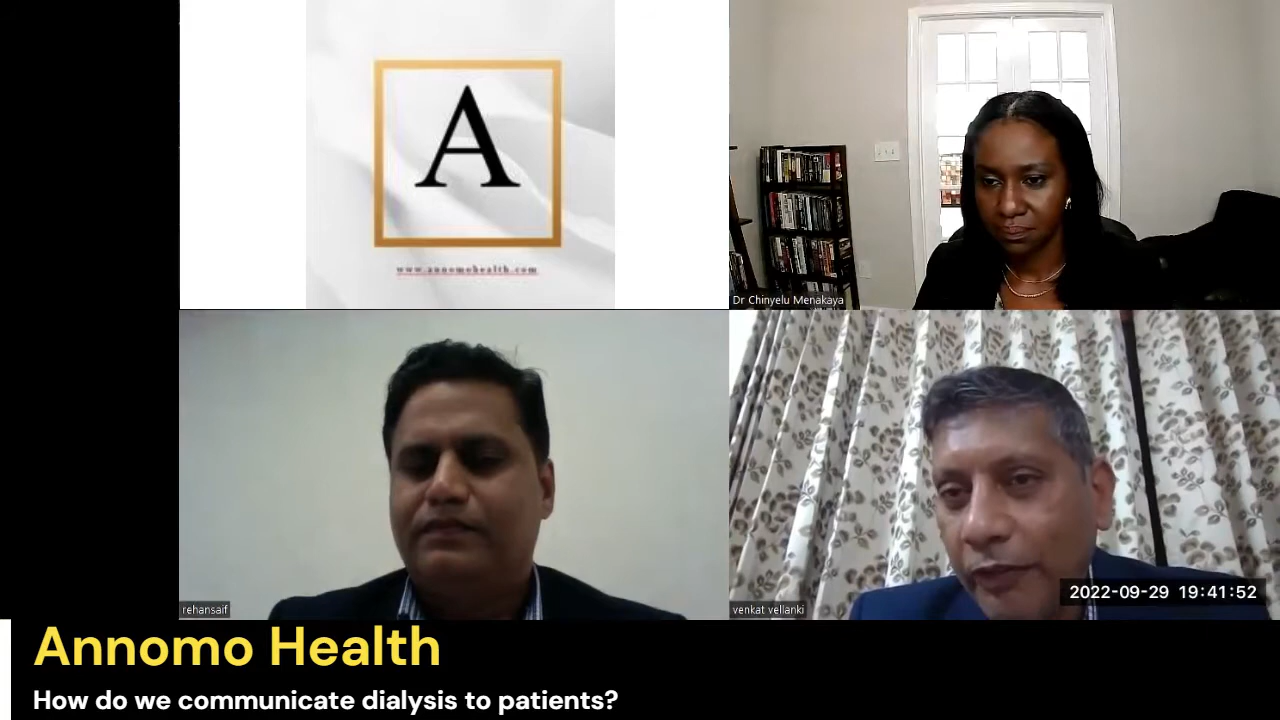 A
www.annomohealth.com
Dr Chinyelu Menakaya
rehansaif
venkat vellanki
2022-09-29 19:41:52
Annomo Health
How do we communicate dialysis to patients?